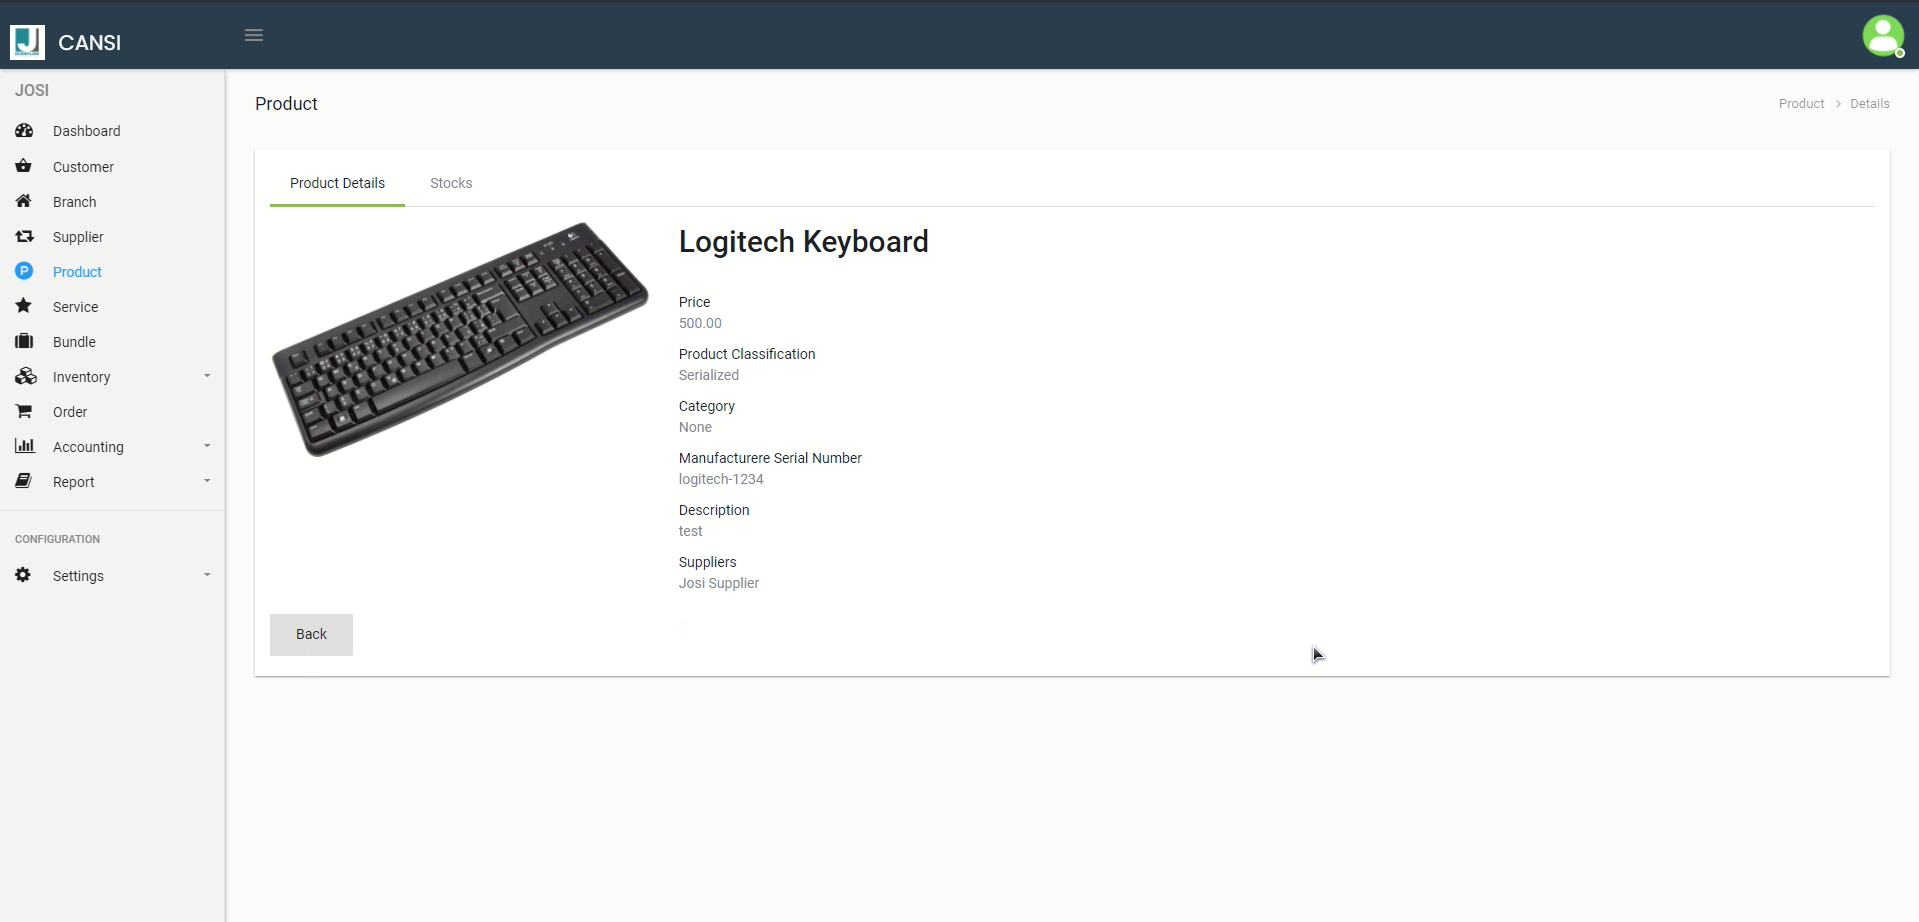 CANSI
JOSI
Dashboard
Customer
Branch
Supplier
Product
Service
Bundle
Inventory
Order
Accounting
Report
CONFIGURATION
Settings
Product
Product > Details
Product Details
Stocks
Logitech Keyboard
Price
500.00
Product Classification
Serialized
Category
None
Manufacturere Serial Number
logitech-1234
Description
test
Suppliers
Josi Supplier
Back